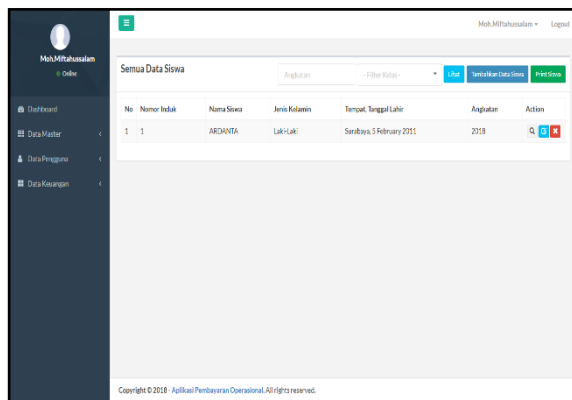 Moh.Miftahussalam
Online
Dashboard
Data Master
Data Pengguna
Data Keuangan
Moh.Miftahussalam Logout
Semua Data Siswa
Angkatan - Filter Kelas - Lihat Tambahkan Data Siswa Print Siswa
No Nomor Induk Nama Siswa Jenis Kelamin Tempat, Tanggal Lahir Angkatan Action
1 1 ARDANTA Laki-Laki Surabaya, 5 February 2011 2018
Copyright © 2018 - Aplikasi Pembayaran Operasional. All rights reserved.